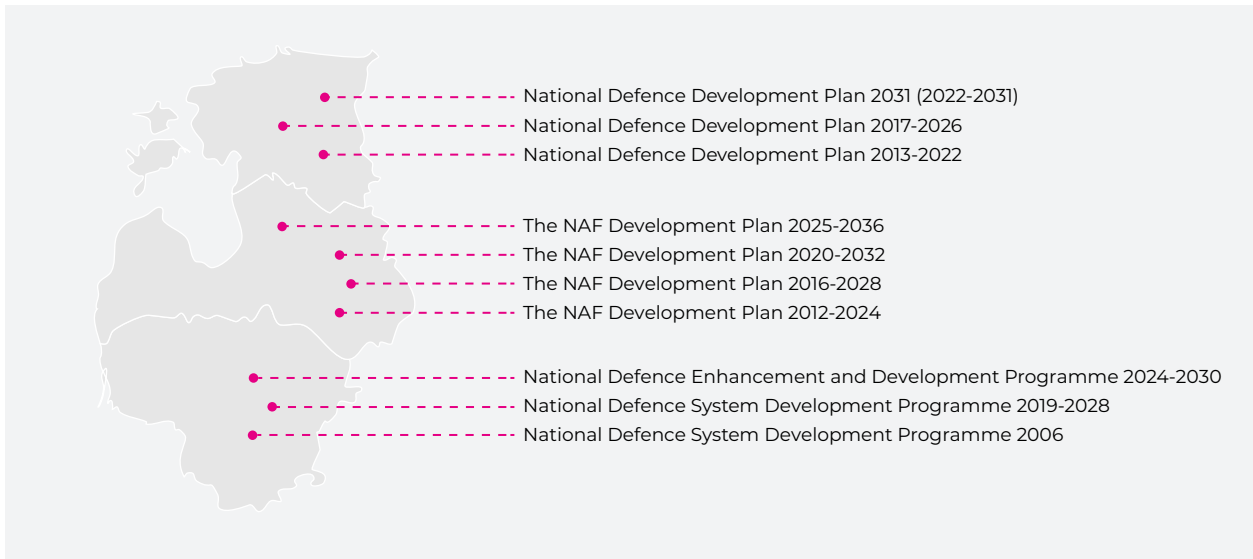 National Defence Development Plan 2031 (2022-2031)
National Defence Development Plan 2017-2026
National Defence Development Plan 2013-2022
The NAF Development Plan 2025-2036
The NAF Development Plan 2020-2032
The NAF Development Plan 2016-2028
The NAF Development Plan 2012-2024
National Defence Enhancement and Development Programme 2024-2030
National Defence System Development Programme 2019-2028
National Defence System Development Programme 2006